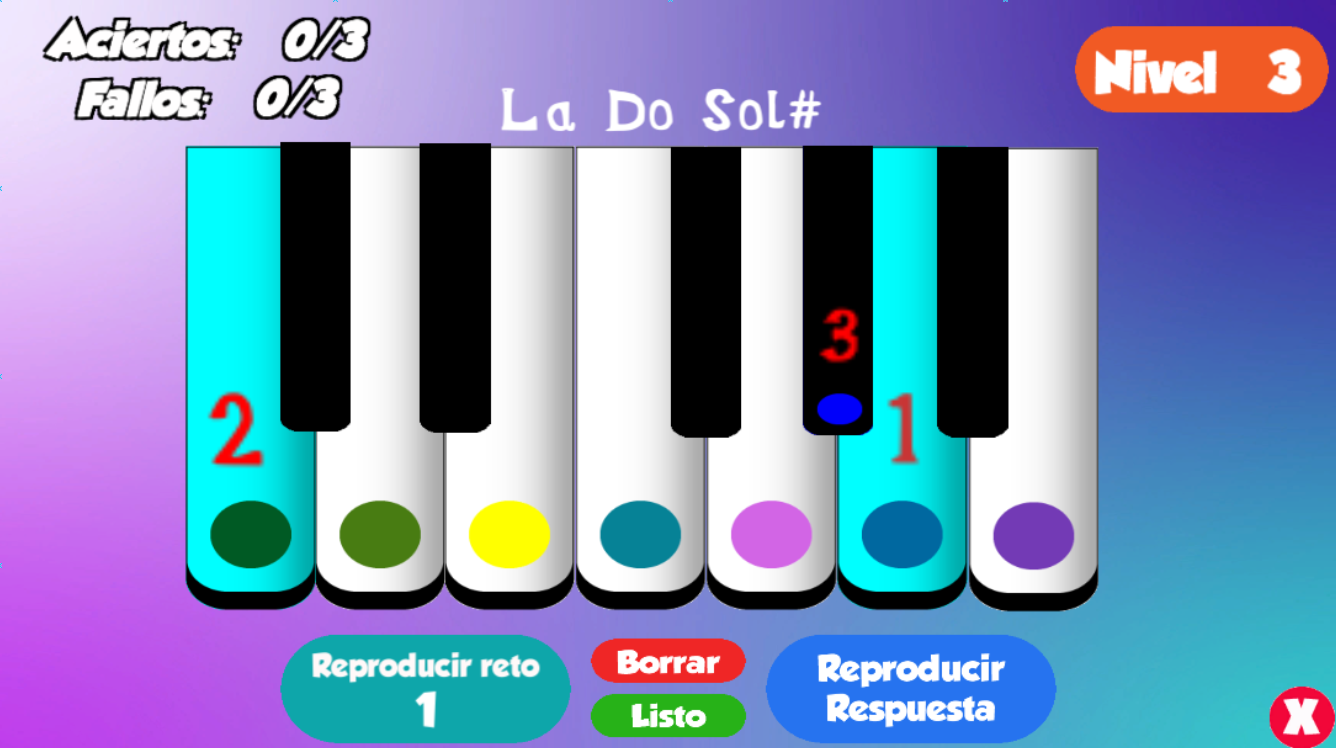 Aciertos: 0/3
Fallos: 0/3
Nivel 3
La Do Sol#
3
2
1
Reproducir reto
1
Borrar
Listo
Reproducir
Respuesta
X